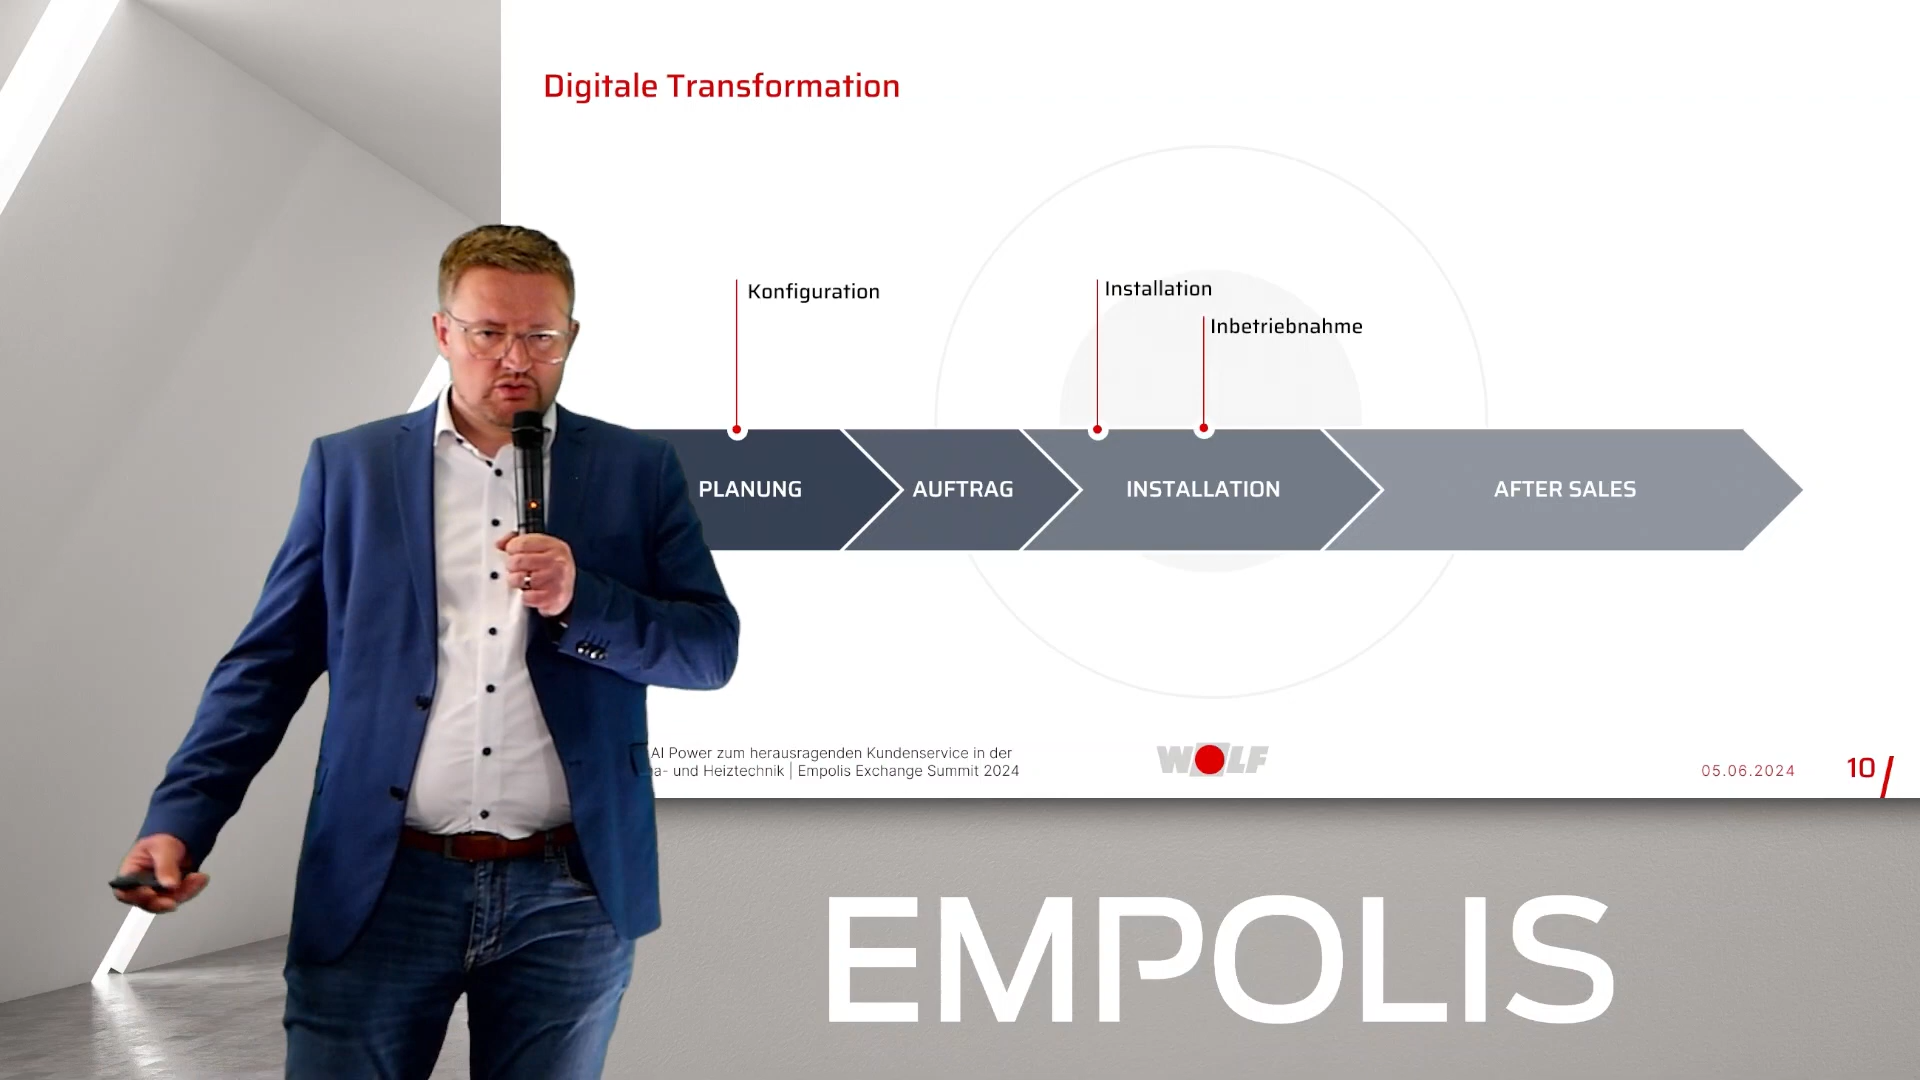 Digitale Transformation
Konfiguration
Installation
Inbetriebnahme
PLANUNG
AUFTRAG
INSTALLATION
AFTER SALES
AI Power zum herausragenden Kundenservice in der
und Heiztechnik | Empolis Exchange Summit 2024
WOLF
05.06.2024
10/
EMPOLIS